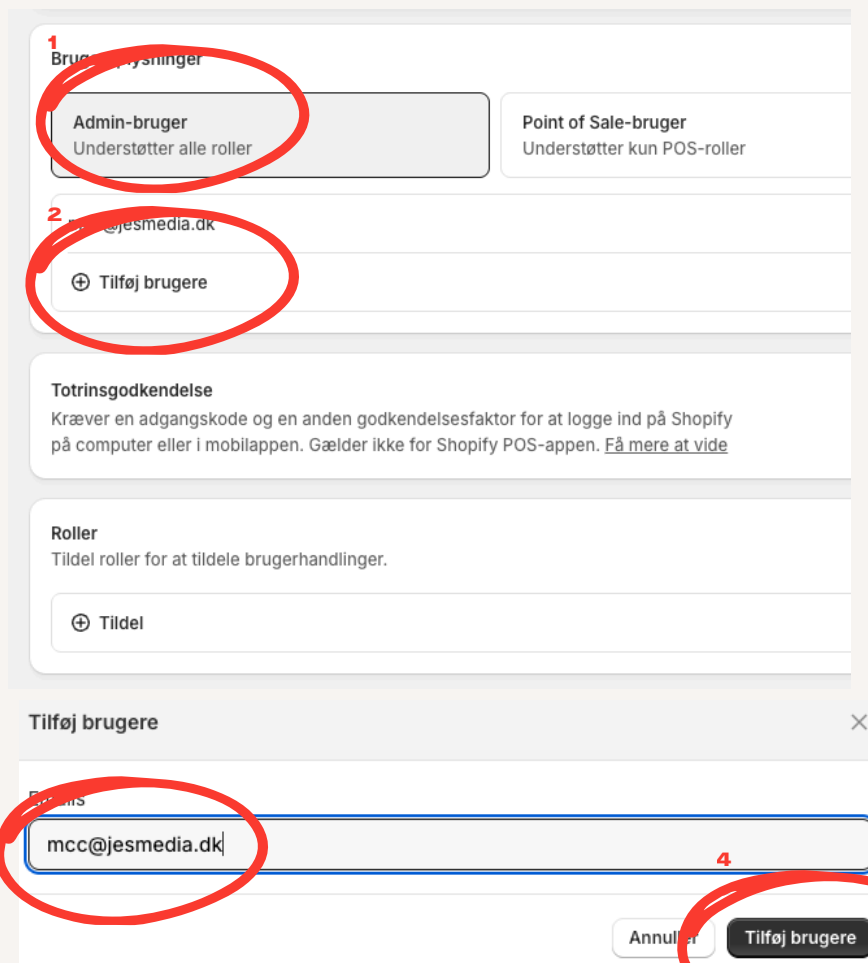 1
Admin-bruger
Understøtter alle roller
Point of Sale-bruger
Understøtter kun POS-roller
2
@jesmedia.dk
Tilføj brugere
Totrinsgodkendelse
Kræver en adgangskode og en anden godkendelsesfaktor for at logge ind på Shopify
på computer eller i mobilappen. Gælder ikke for Shopify POS-appen. Få mere at vide
Roller
Tildel roller for at tildele brugerhandlinger.
Tildel
Tilføj brugere
mcc@jesmedia.dk
4
Annuller
Tilføj brugere